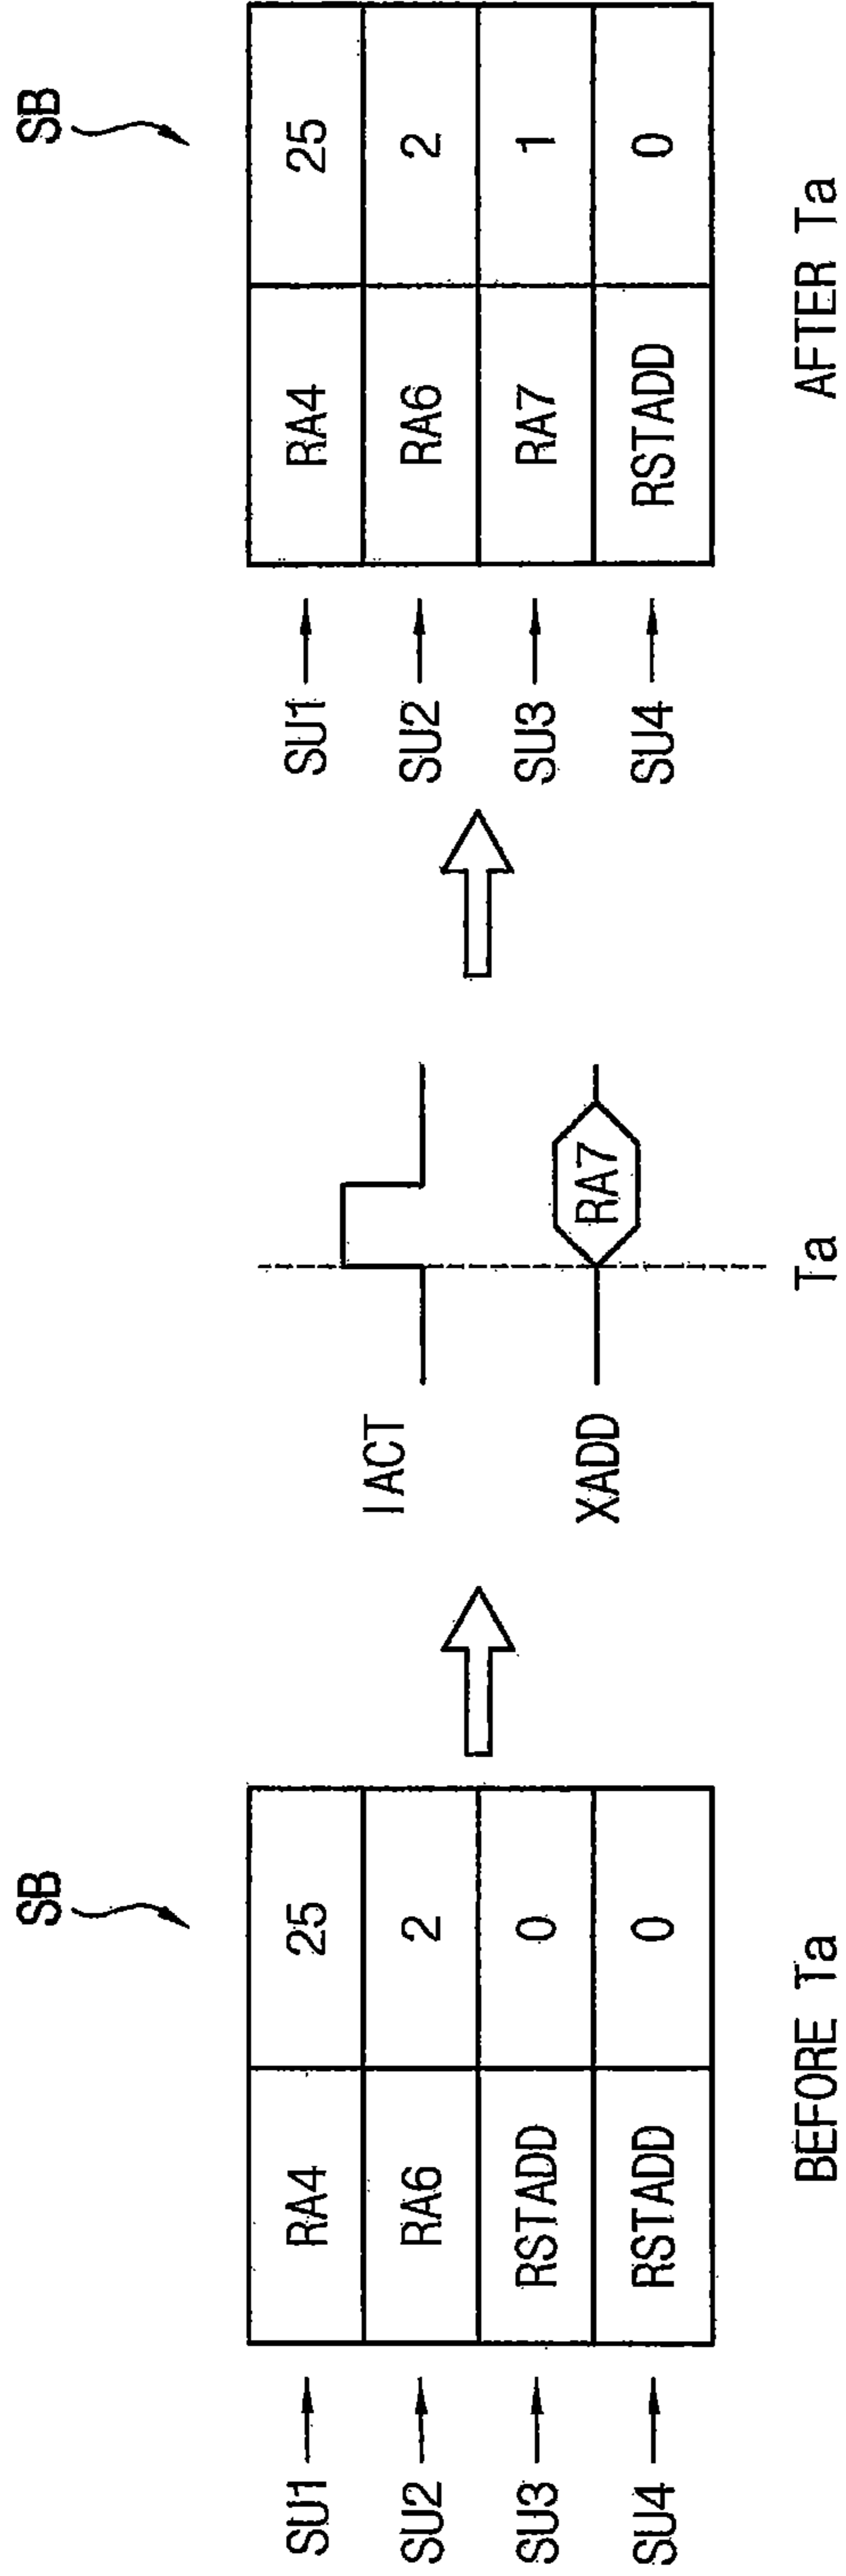 SB
SU1 RA4 25
SU2 RA6 2
SU3 RSTADD 0
SU4 RSTADD 0
BEFORE Ta
IACT
XADD RA7
Ta
SB
SU1 RA4 25
SU2 RA6 2
SU3 RA7 1
SU4 RSTADD 0
AFTER Ta